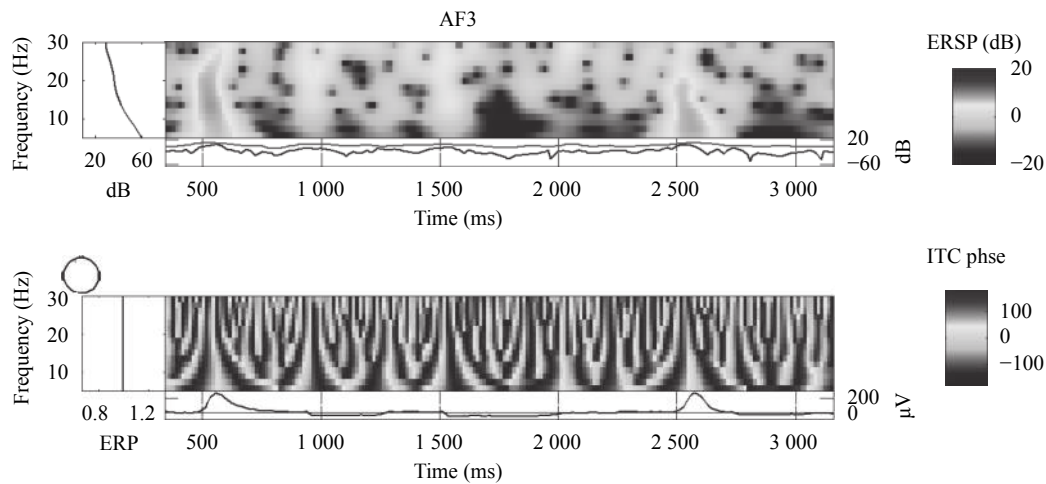 AF3
Frequency (Hz)
30
20
10
20 60
dB
20
−60
dB
500 1 000 1 500 2 000 2 500 3 000
Time (ms)
ERSP (dB)
20
0
−20
Frequency (Hz)
30
20
10
0.8 1.2
ERP
200
0
μV
500 1 000 1 500 2 000 2 500 3 000
Time (ms)
ITC phse
100
0
−100